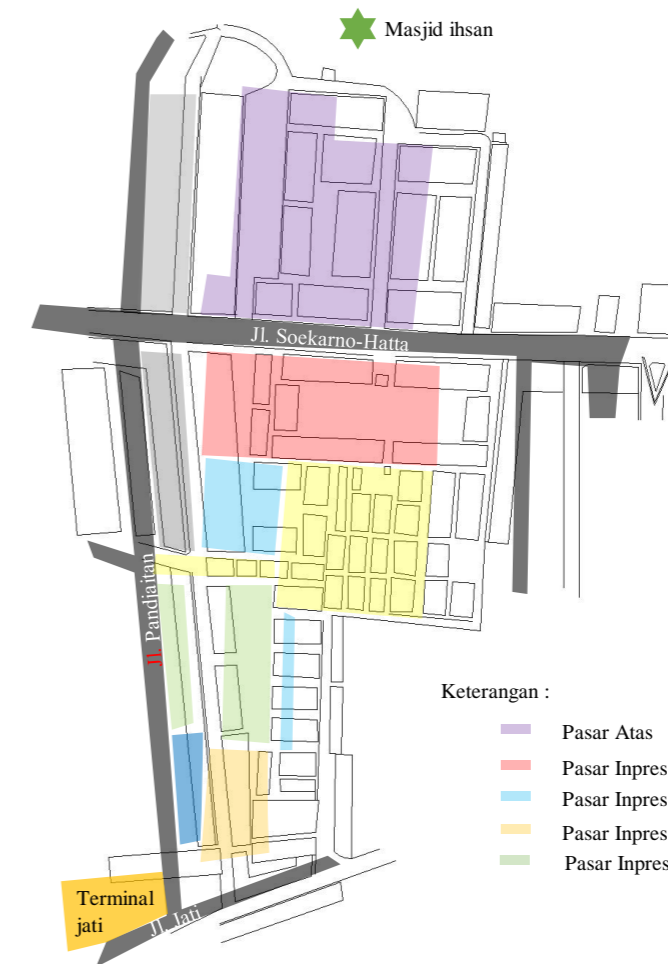 Masjid ihsan
Jl. Soekarno-Hatta
Jl. Pandiaitan
Keterangan :
Pasar Atas
Pasar Inpres
Pasar Inpres
Pasar Inpres
Pasar Inpres
Terminal
jati
Jl. Jati